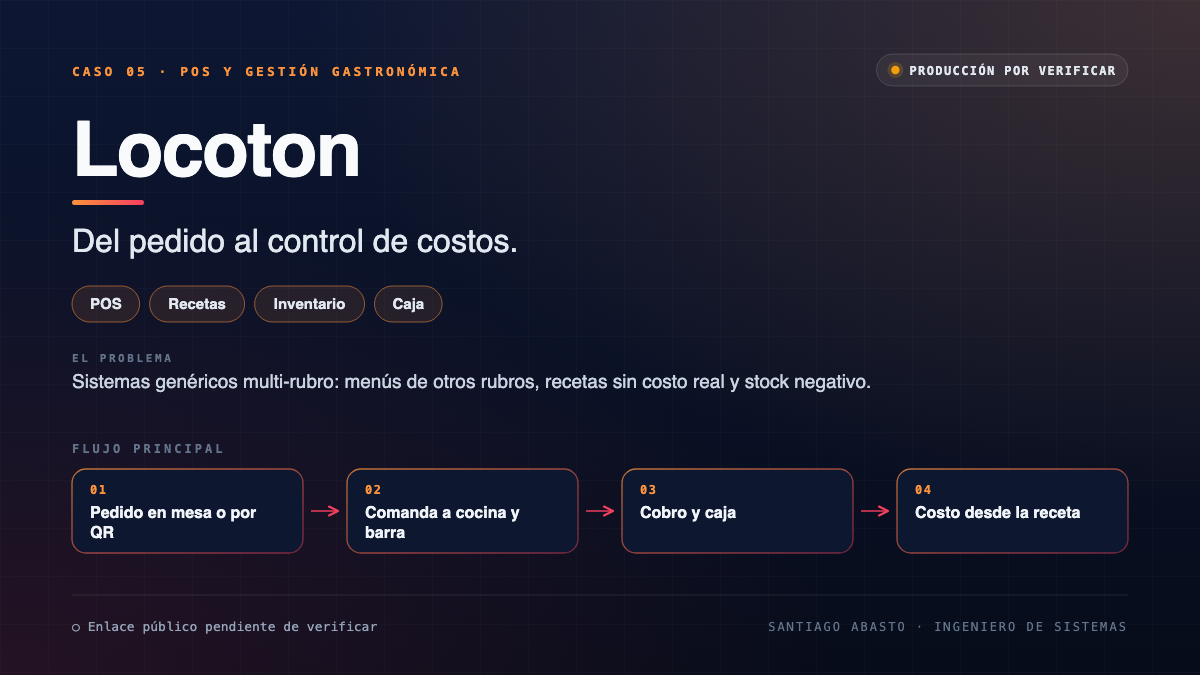 CASO 05 · POS Y GESTIÓN GASTRONÓMICA
PRODUCCIÓN POR VERIFICAR
Locoton
Del pedido al control de costos.
POS
Recetas
Inventario
Caja
EL PROBLEMA
Sistemas genéricos multi-rubro: menús de otros rubros, recetas sin costo real y stock negativo.
FLUJO PRINCIPAL
01
Pedido en mesa o por
QR
02
Comanda a cocina y
barra
03
Cobro y caja
04
Costo desde la receta
Enlace público pendiente de verificar
SANTIAGO ABASTO · INGENIERO DE SISTEMAS